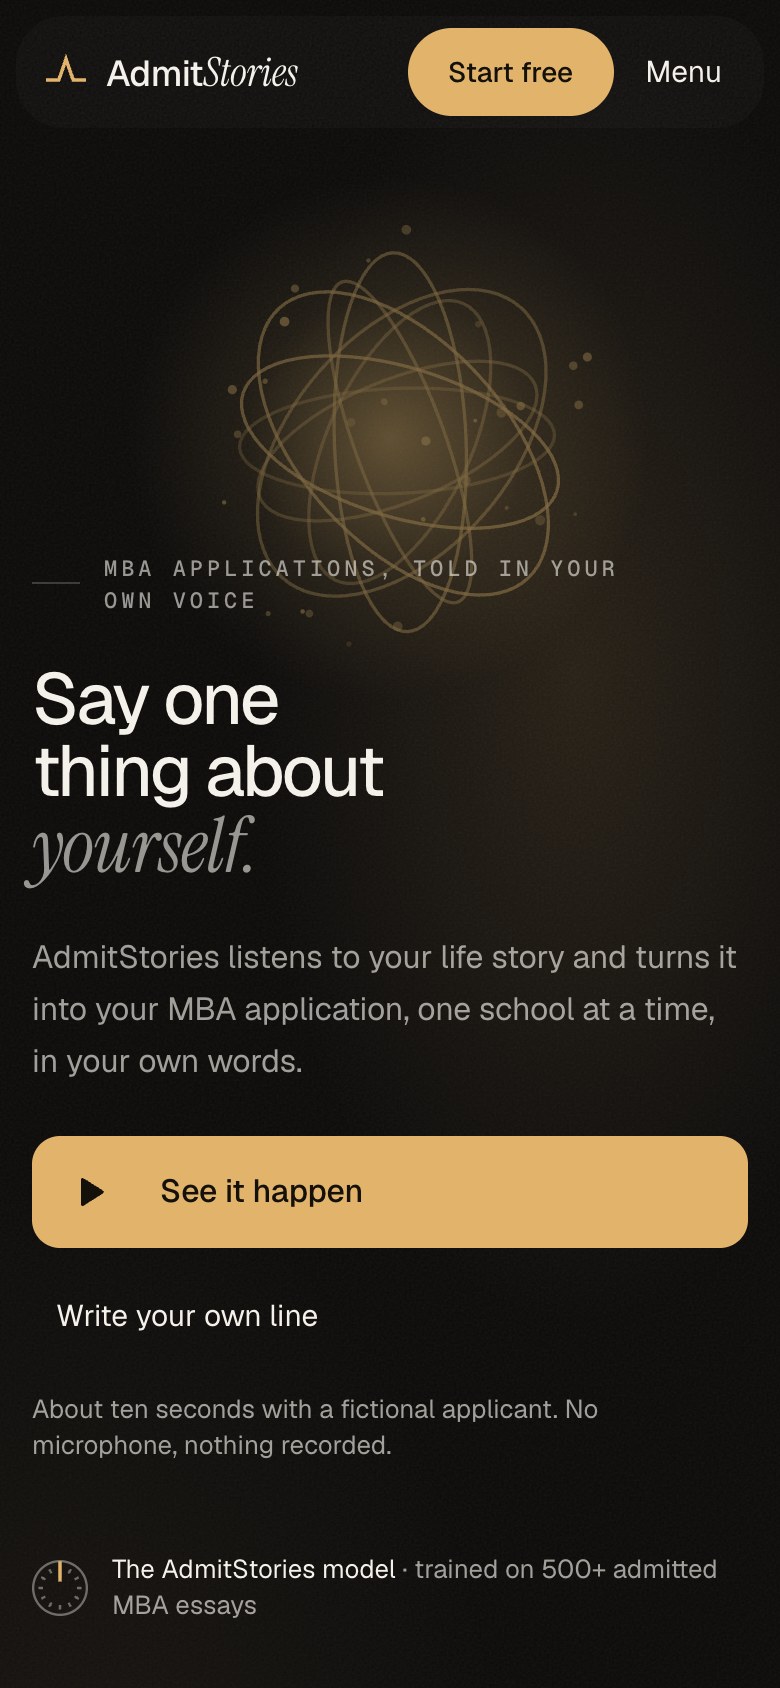 AdmitStories
Start free
Menu
MBA APPLICATIONS, TOLD IN YOUR
OWN VOICE
Say one
thing about
yourself.
AdmitStories listens to your life story and turns it
into your MBA application, one school at a time,
in your own words.
See it happen
Write your own line
About ten seconds with a fictional applicant. No
microphone, nothing recorded.
The AdmitStories model · trained on 500+ admitted
MBA essays